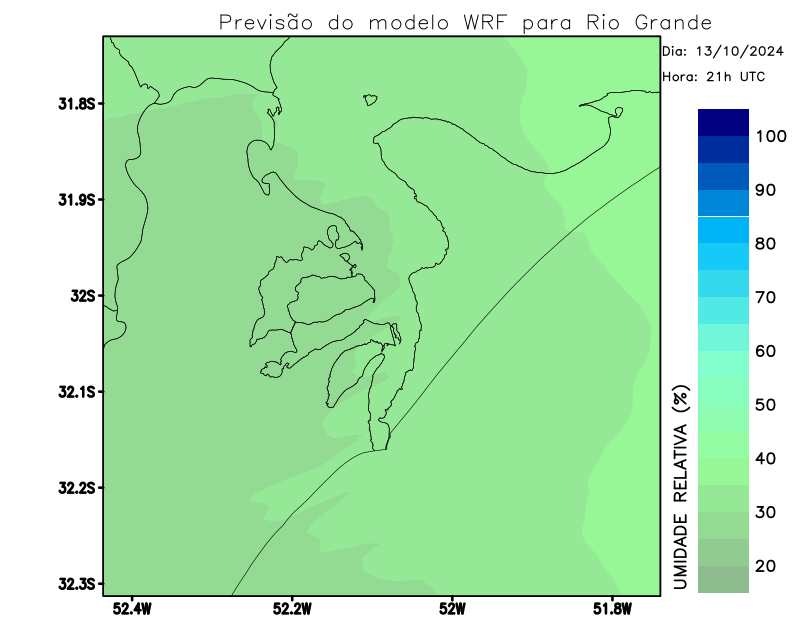 Previsão do modelo WRF para Rio Grande
Dia: 13/10/2024
Hora: 21h UTC
31.8S
31.9S
32S
32.1S
32.2S
32.3S
52.4W
52.2W
52W
51.8W
UMIDADE RELATIVA (%)
100
90
80
70
60
50
40
30
20